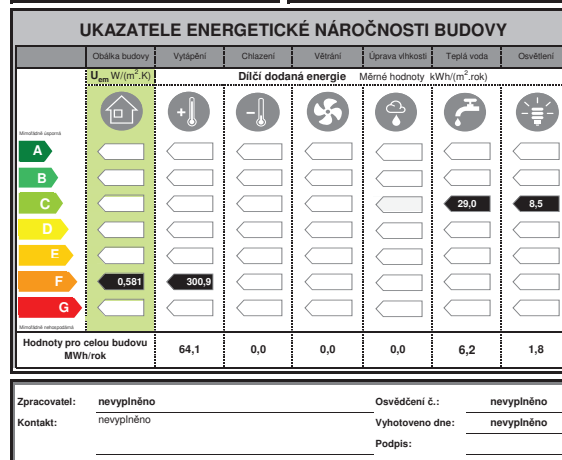 UKAZATELE ENERGETICKÉ NÁROČNOSTI BUDOVY
Obálka budovy Vytápění Chlazení Větrání Úprava vlhkosti Teplá voda Osvětlení
Uem W/(m².K) Dílčí dodaná energie Měrné hodnoty kWh/(m².rok)
Mimořádně úsporná
A
B
C 29,0 8,5
D
E
F 0,581 300,9
G
Mimořádně nehospodárná
Hodnoty pro celou budovu
MWh/rok 64,1 0,0 0,0 0,0 6,2 1,8
Zpracovatel: nevyplněno Osvědčení č.: nevyplněno
Kontakt: nevyplněno Vyhotoveno dne: nevyplněno
Podpis: